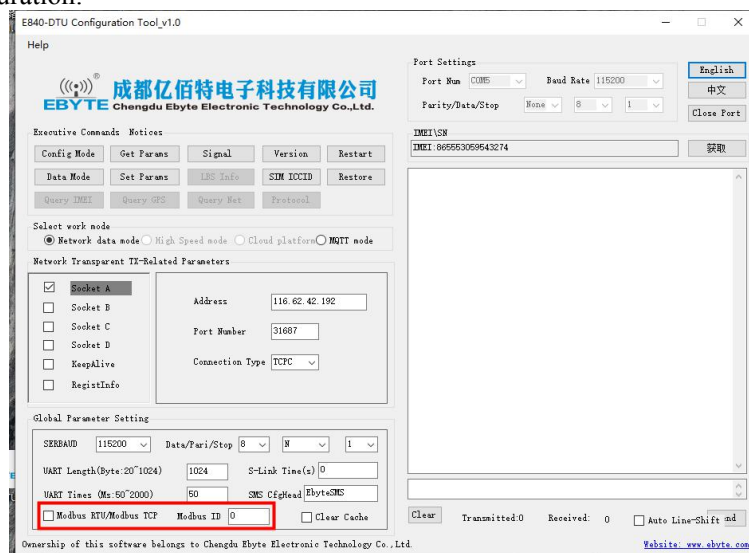 uration.
E840-DTU Configuration Tool_v1.0
Help
((•))® 成都亿佰特电子科技有限公司
EBYTE Chengdu Ebyte Electronic Technology Co.,Ltd.
Port Settings
Port Num COM5 Baud Rate 115200
Parity/Data/Stop None 8 1
English
中文
Close Port
Executive Commands Notices
Config Mode Get Params Signal Version Restart
Data Mode Set Params LBS Info SIM ICCID Restore
Query IMEI Query GPS Query Net Protocol
IMEI\SN
IMEI:865553059543274 获取
Select work mode
Network data mode High Speed mode Cloud platform MQTT mode
Network Transparent TX-Related Parameters
Socket A
Socket B
Socket C
Socket D
KeepAlive
RegistInfo
Address 116.62.42.192
Port Number 31687
Connection Type TCPC
Global Parameter Setting
SERBAUD 115200 Data/Pari/Stop 8 N 1
UART Length(Byte:20~1024) 1024 S-Link Time(s) 0
UART Times (Ms:50~2000) 50 SMS CfgHead EbyteSMS
Modbus RTU/Modbus TCP Modbus ID 0 Clear Cache
Clear Transmitted:0 Received: 0 Auto Line-Shift nd
Ownership of this software belongs to Chengdu Ebyte Electronic Technology Co.,Ltd. Website: www.ebyte.com